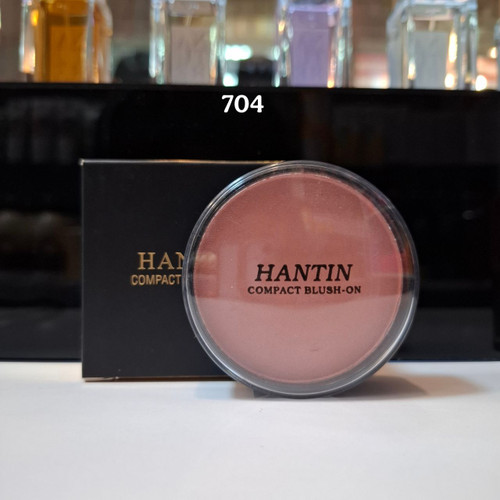 704
HAN
COMPACT
HANTIN
COMPACT BLUSH-ON